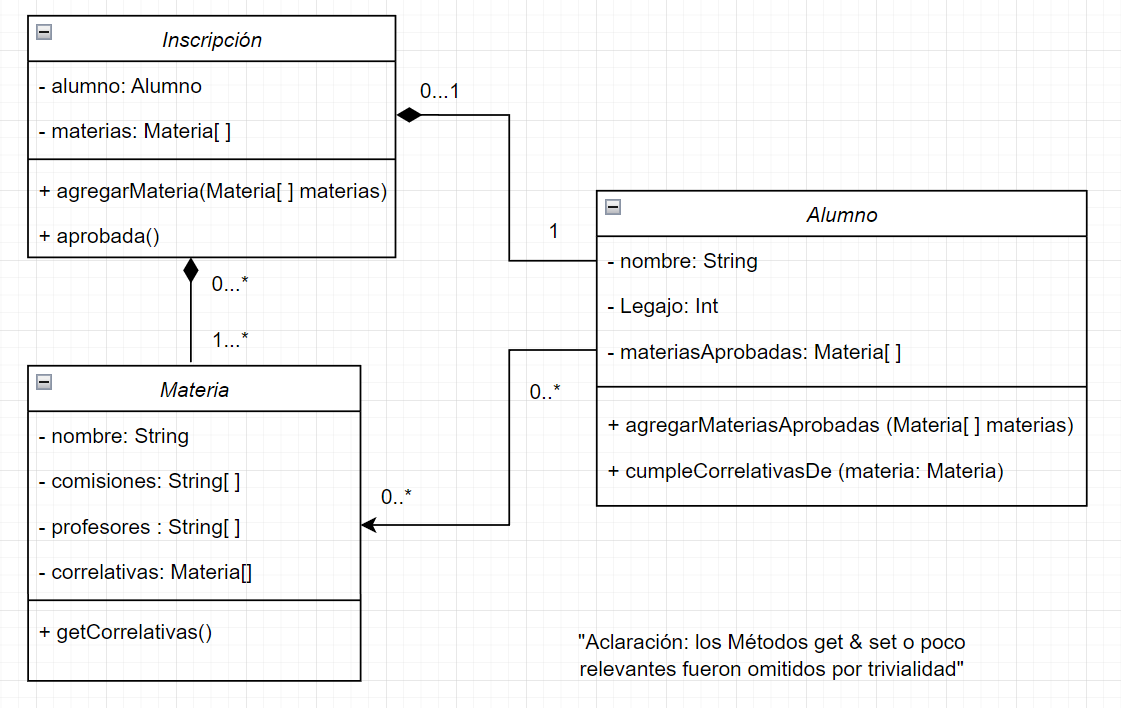 Inscripción
- alumno: Alumno
- materias: Materia[ ]
+ agregarMateria(Materia[ ] materias)
+ aprobada()
0...1
1
0...*
1...*
Alumno
- nombre: String
- Legajo: Int
- materiasAprobadas: Materia[ ]
+ agregarMateriasAprobadas (Materia[ ] materias)
+ cumpleCorrelativasDe (materia: Materia)
0..*
0..*
Materia
- nombre: String
- comisiones: String[ ]
- profesores : String[ ]
- correlativas: Materia[]
+ getCorrelativas()
"Aclaración: los Métodos get & set o poco
relevantes fueron omitidos por trivialidad"